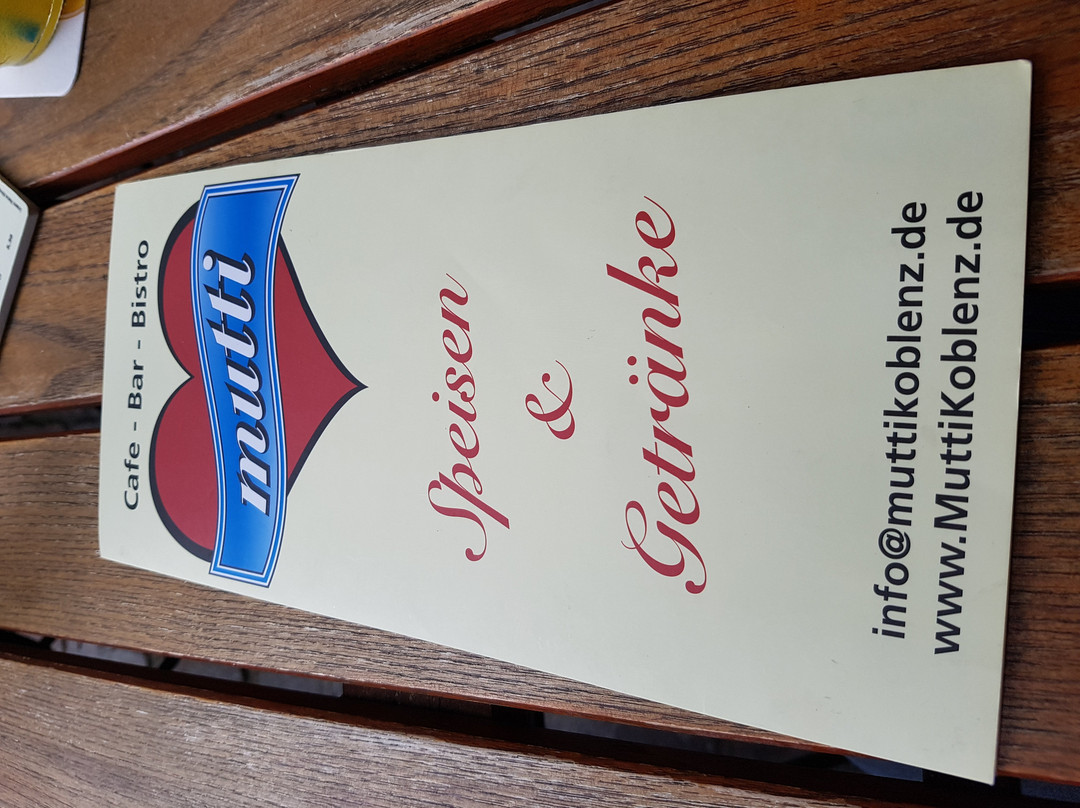 Cafe - Bar - Bistro
mutti
Speisen
&
Getränke
info@muttikoblenz.de
www.MuttiKoblenz.de